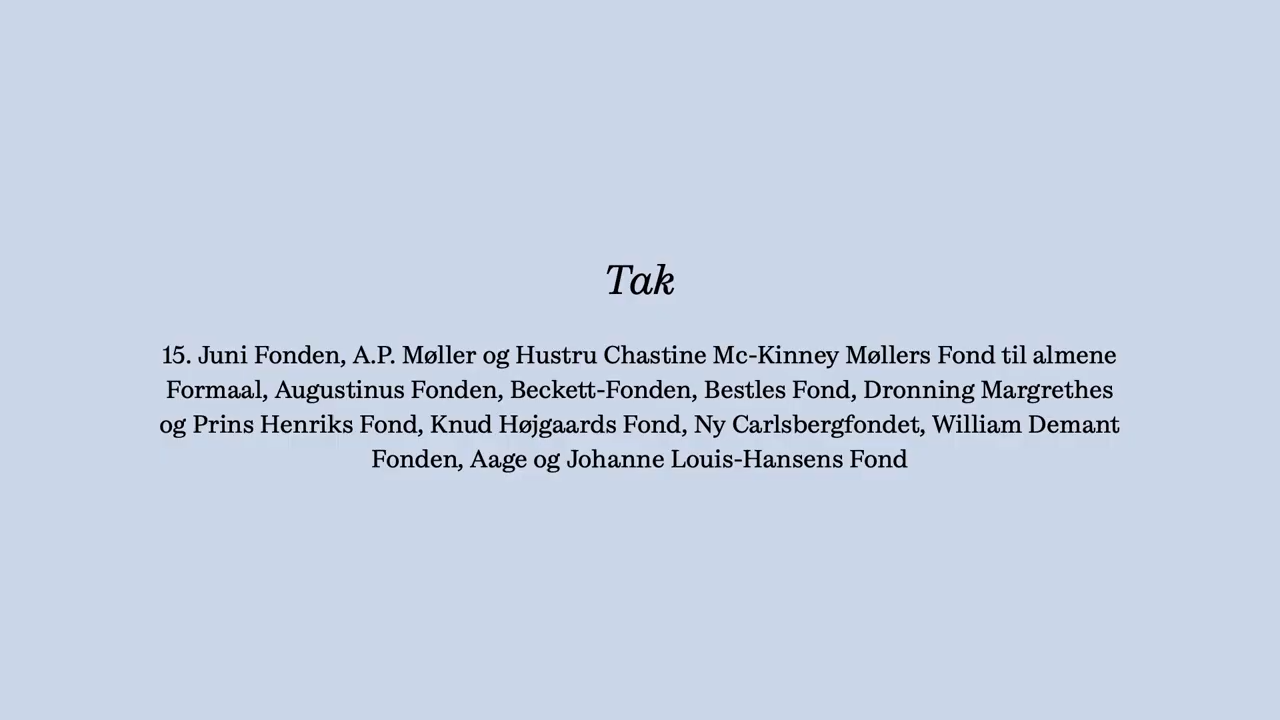 Tak
15. Juni Fonden, A.P. Møller og Hustru Chastine Mc-Kinney Møllers Fond til almene
Formaal, Augustinus Fonden, Beckett-Fonden, Bestles Fond, Dronning Margrethes
og Prins Henriks Fond, Knud Højgaards Fond, Ny Carlsbergfondet, William Demant
Fonden, Aage og Johanne Louis-Hansens Fond